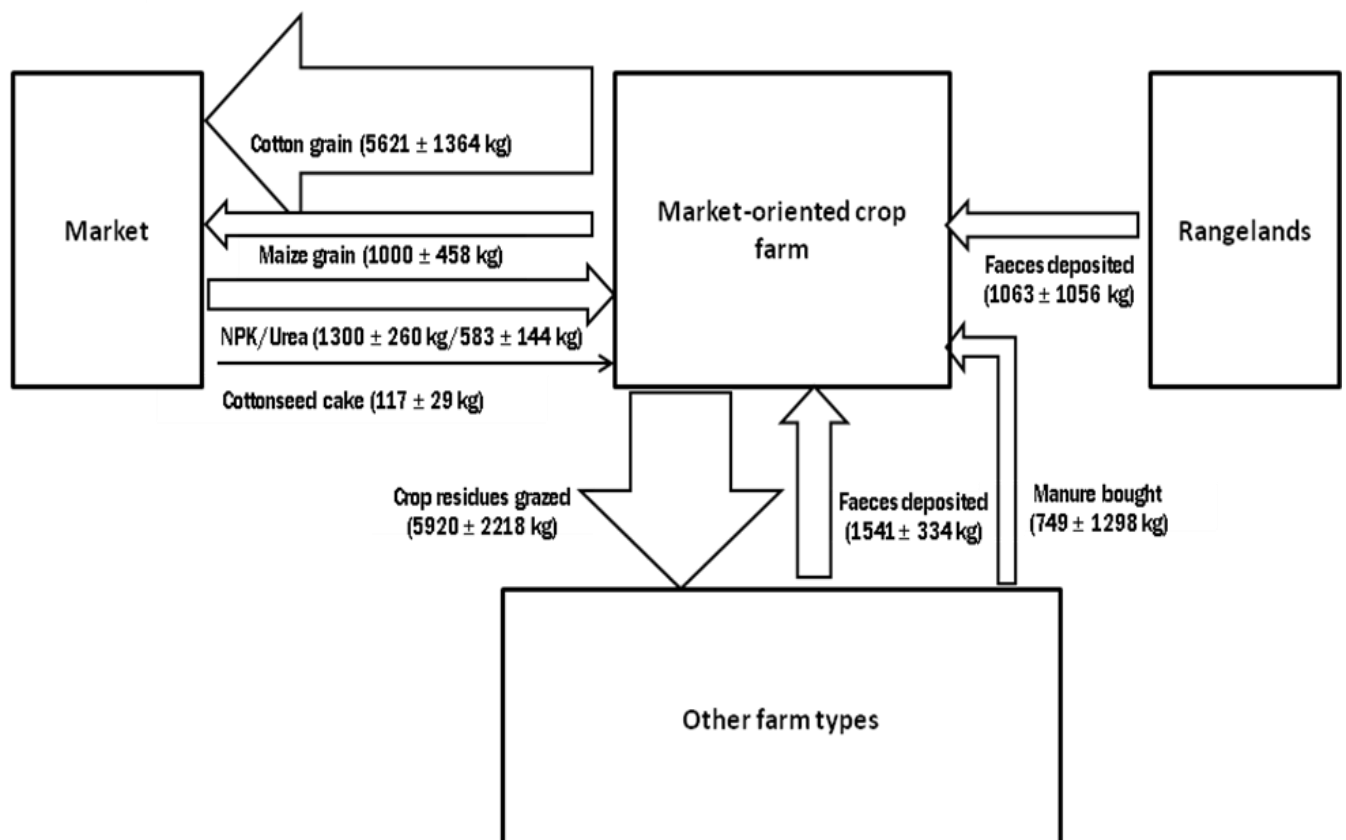 Market
Cotton grain (5621 ± 1364 kg)
Maize grain (1000 ± 458 kg)
NPK/Urea (1300 ± 260 kg/583 ± 144 kg)
Cottonseed cake (117 ± 29 kg)
Market-oriented crop
farm
Faeces deposited
(1063 ± 1056 kg)
Rangelands
Crop residues grazed
(5920 ± 2218 kg)
Faeces deposited
(1541 ± 334 kg)
Manure bought
(749 ± 1298 kg)
Other farm types